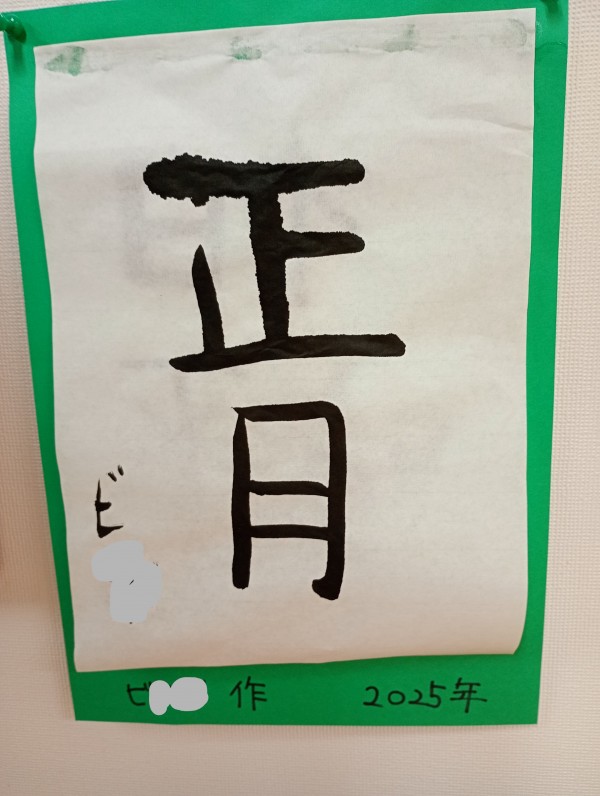 正月
ビ
ビ 作 2025年